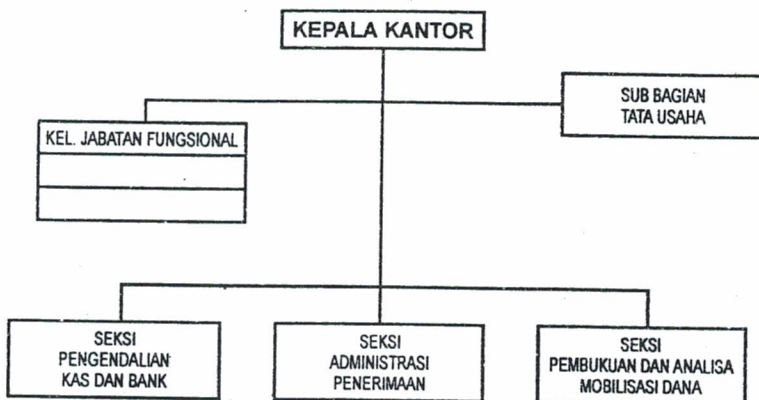 KEPALA KANTOR
SUB BAGIAN
TATA USAHA
KEL. JABATAN FUNGSIONAL
SEKSI
PENGENDALIAN
KAS DAN BANK
SEKSI
ADMINISTRASI
PENERIMAAN
SEKSI
PEMBUKUAN DAN ANALISA
MOBILISASI DANA